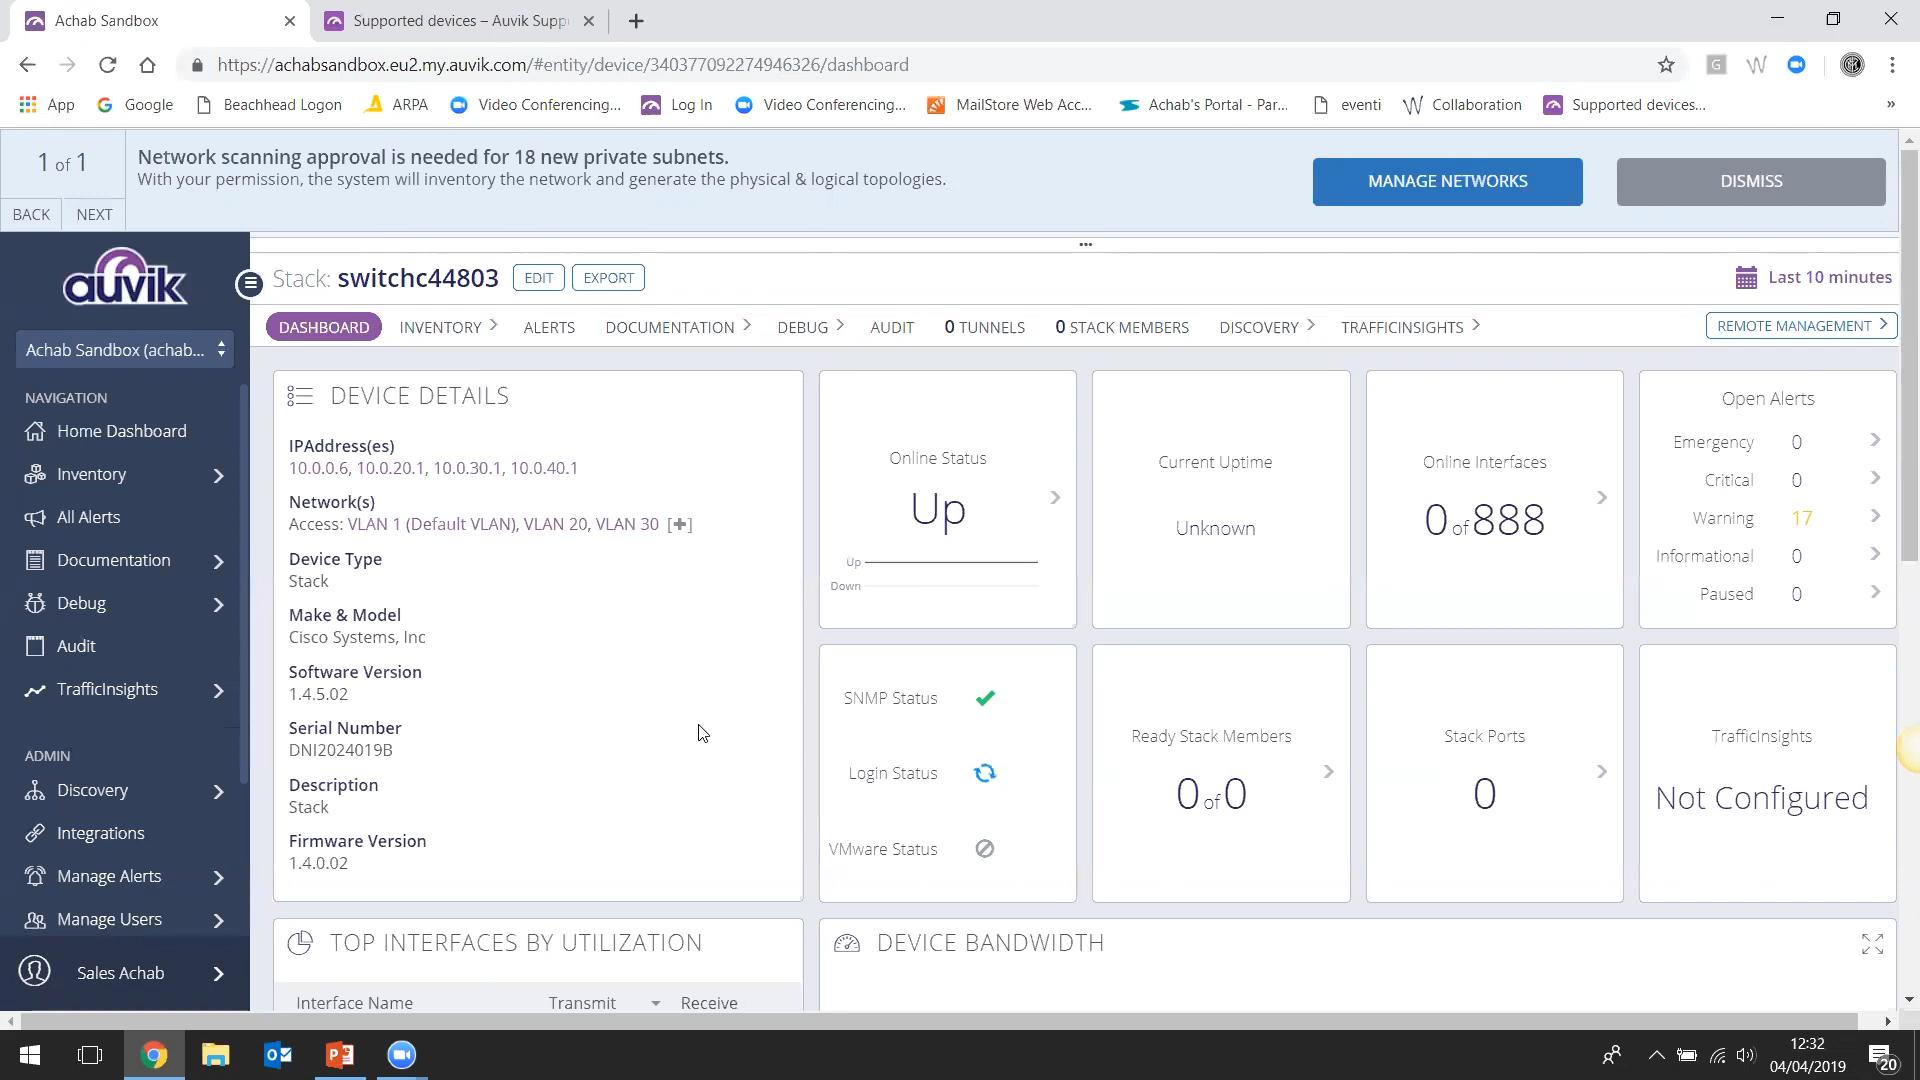 Achab Sandbox
Supported devices – Auvik Supp
https://achabsandbox.eu2.my.auvik.com/#entity/device/340377092274946326/dashboard
App
Google
Beachhead Logon
ARPA
Video Conferencing...
Log In
Video Conferencing...
MailStore Web Acc...
Achab's Portal - Par...
eventi
Collaboration
Supported devices...
»
1 of 1
BACK
NEXT
Network scanning approval is needed for 18 new private subnets.
With your permission, the system will inventory the network and generate the physical & logical topologies.
MANAGE NETWORKS
DISMISS
auvik
Achab Sandbox (achab...
NAVIGATION
Home Dashboard
Inventory
All Alerts
Documentation
Debug
Audit
TrafficInsights
ADMIN
Discovery
Integrations
Manage Alerts
Manage Users
Sales Achab
Stack: switchc44803
EDIT
EXPORT
Last 10 minutes
DASHBOARD
INVENTORY
ALERTS
DOCUMENTATION
DEBUG
AUDIT
0 TUNNELS
0 STACK MEMBERS
DISCOVERY
TRAFFICINSIGHTS
REMOTE MANAGEMENT
DEVICE DETAILS
IPAddress(es)
10.0.0.6, 10.0.20.1, 10.0.30.1, 10.0.40.1
Network(s)
Access: VLAN 1 (Default VLAN), VLAN 20, VLAN 30 [+]
Device Type
Stack
Make & Model
Cisco Systems, Inc
Software Version
1.4.5.02
Serial Number
DNI2024019B
Description
Stack
Firmware Version
1.4.0.02
Online Status
Up
Up
Down
Current Uptime
Unknown
Online Interfaces
0 of 888
Open Alerts
Emergency 0
Critical 0
Warning 17
Informational 0
Paused 0
SNMP Status
Login Status
VMware Status
Ready Stack Members
0 of 0
Stack Ports
0
TrafficInsights
Not Configured
TOP INTERFACES BY UTILIZATION
Interface Name
Transmit
Receive
DEVICE BANDWIDTH
12:32
04/04/2019
20